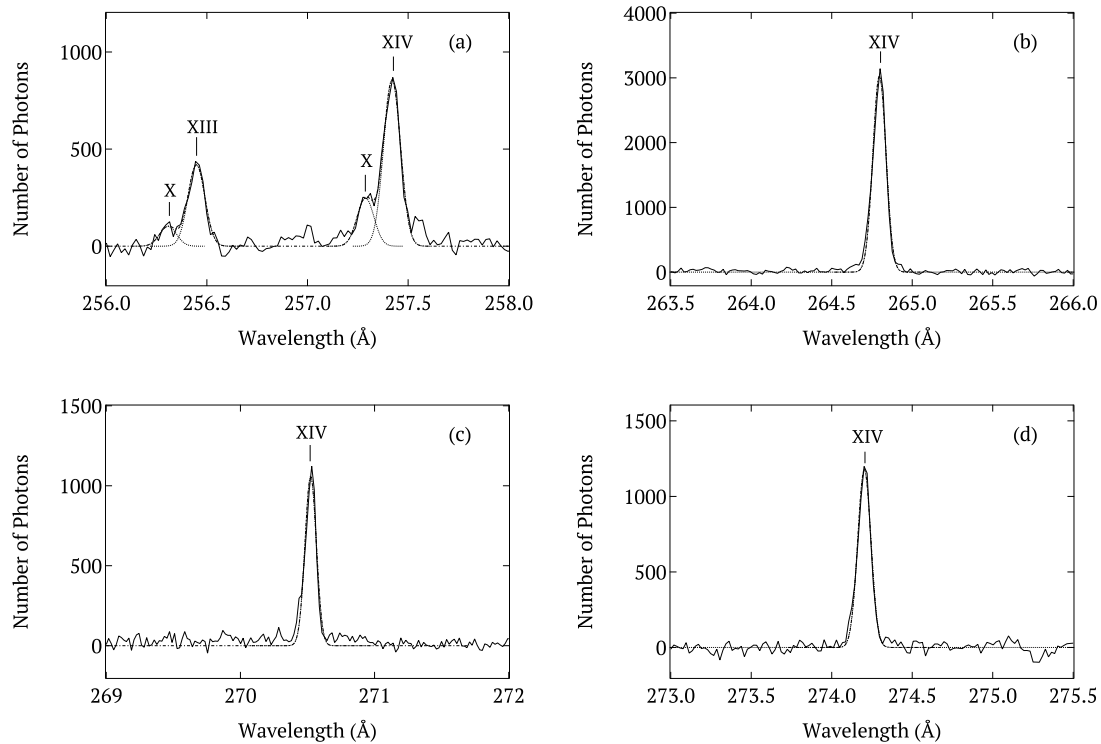 XIV (a)
1000
XIII
500
X X
0
Number of Photons
256.0 256.5 257.0 257.5 258.0
Wavelength (Å)
4000
XIV (b)
3000
2000
1000
0
Number of Photons
263.5 264.0 264.5 265.0 265.5 266.0
Wavelength (Å)
1500
XIV (c)
1000
500
0
Number of Photons
269 270 271 272
Wavelength (Å)
1500
XIV (d)
1000
500
0
Number of Photons
273.0 273.5 274.0 274.5 275.0 275.5
Wavelength (Å)